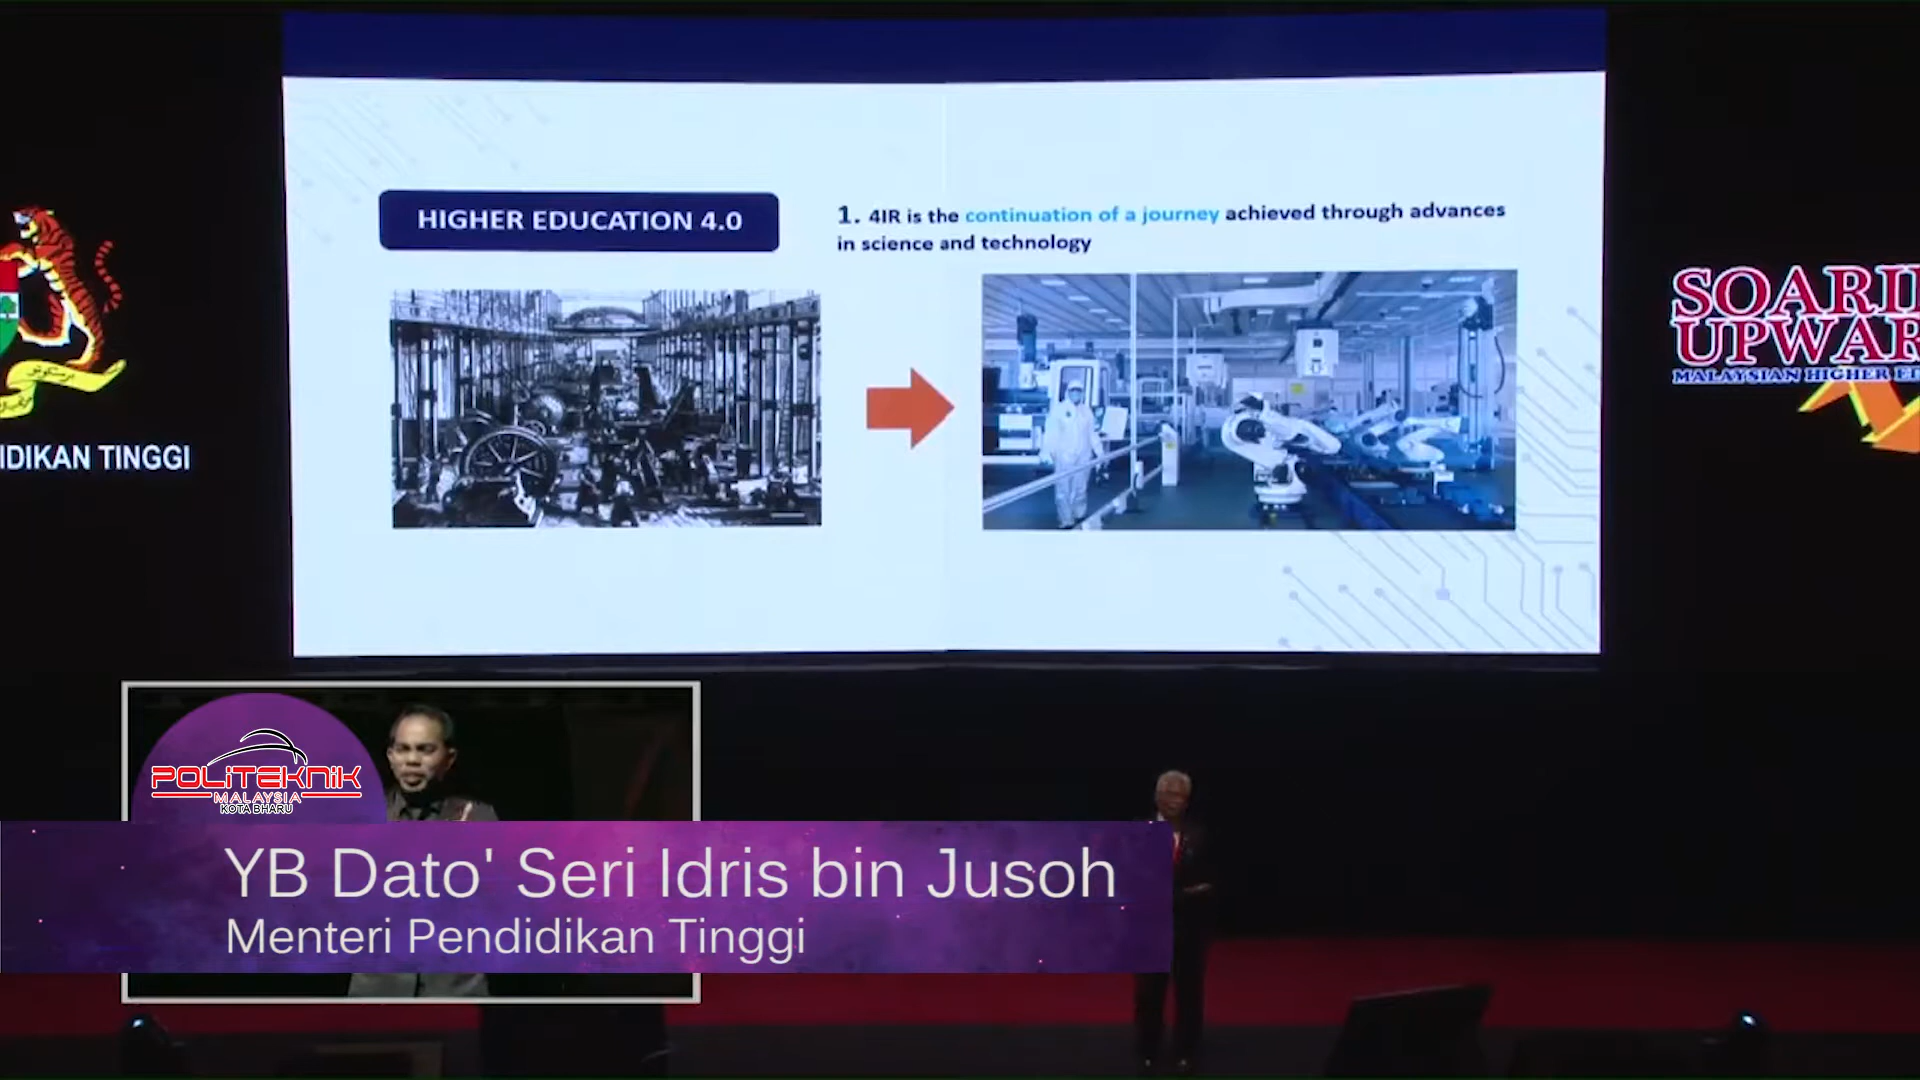 HIGHER EDUCATION 4.0
1. 4IR is the continuation of a journey achieved through advances
in science and technology
IDIKAN TINGGI
SOARI
UPWAR
MALAYSIAN HIGHER E
POLITEKNIK
MALAYSIA
KOTA BHARU
YB Dato' Seri Idris bin Jusoh
Menteri Pendidikan Tinggi